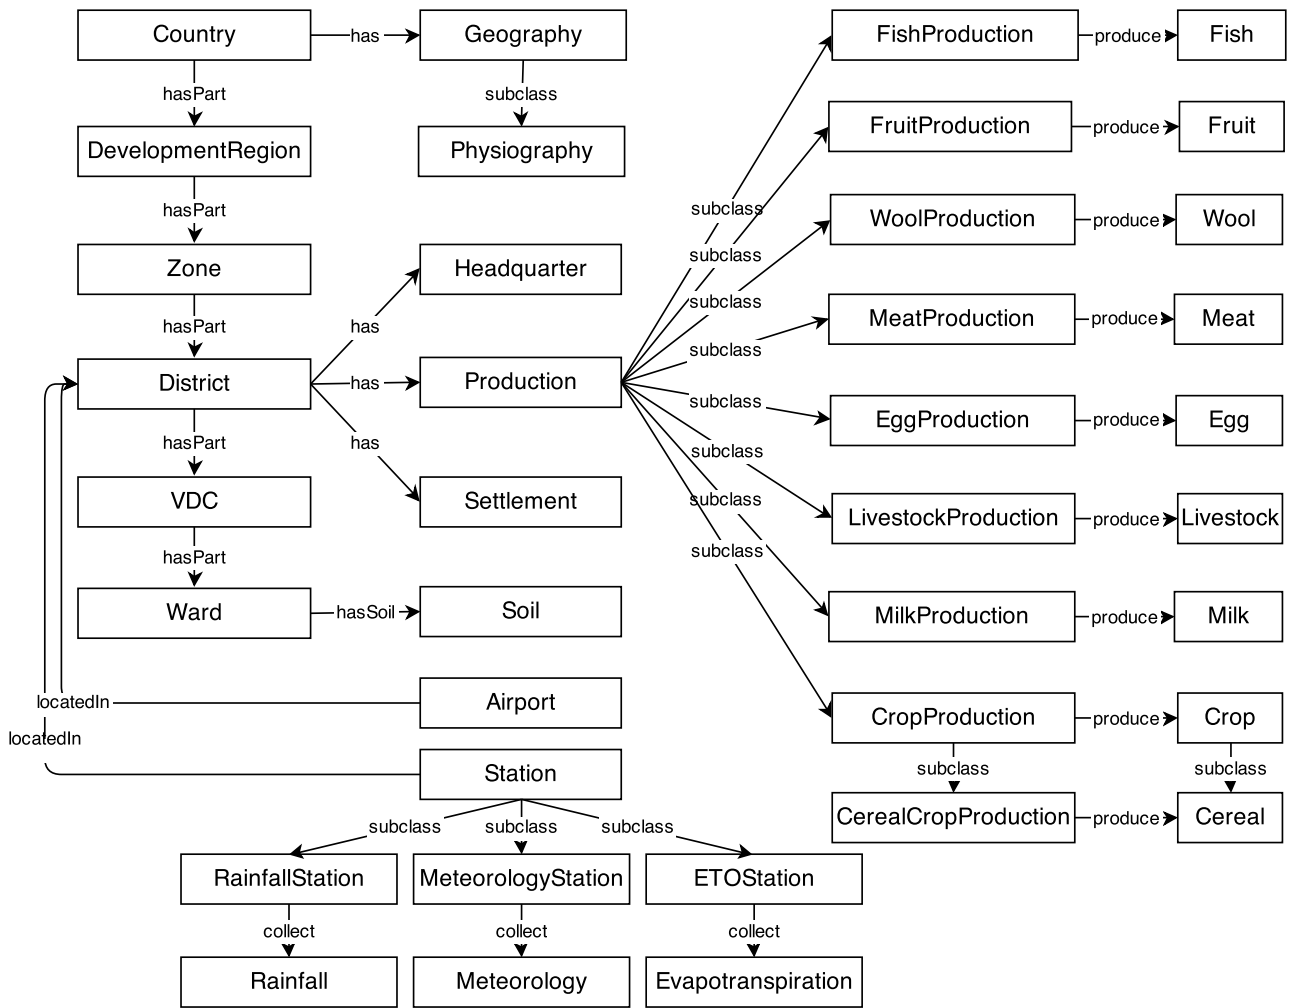 Country
has
Geography
FishProduction
produce
Fish
hasPart
subclass
DevelopmentRegion
Physiography
FruitProduction
produce
Fruit
hasPart
subclass
WoolProduction
produce
Wool
subclass
Zone
Headquarter
subclass
hasPart
has
MeatProduction
produce
Meat
subclass
District
has
Production
subclass
EggProduction
produce
Egg
hasPart
has
subclass
VDC
Settlement
subclass
LivestockProduction
produce
Livestock
hasPart
subclass
Ward
hasSoil
Soil
MilkProduction
produce
Milk
locatedIn
Airport
CropProduction
produce
Crop
locatedIn
Station
subclass
subclass
subclass
subclass
subclass
CerealCropProduction
produce
Cereal
RainfallStation
MeteorologyStation
ETOStation
collect
collect
collect
Rainfall
Meteorology
Evapotranspiration